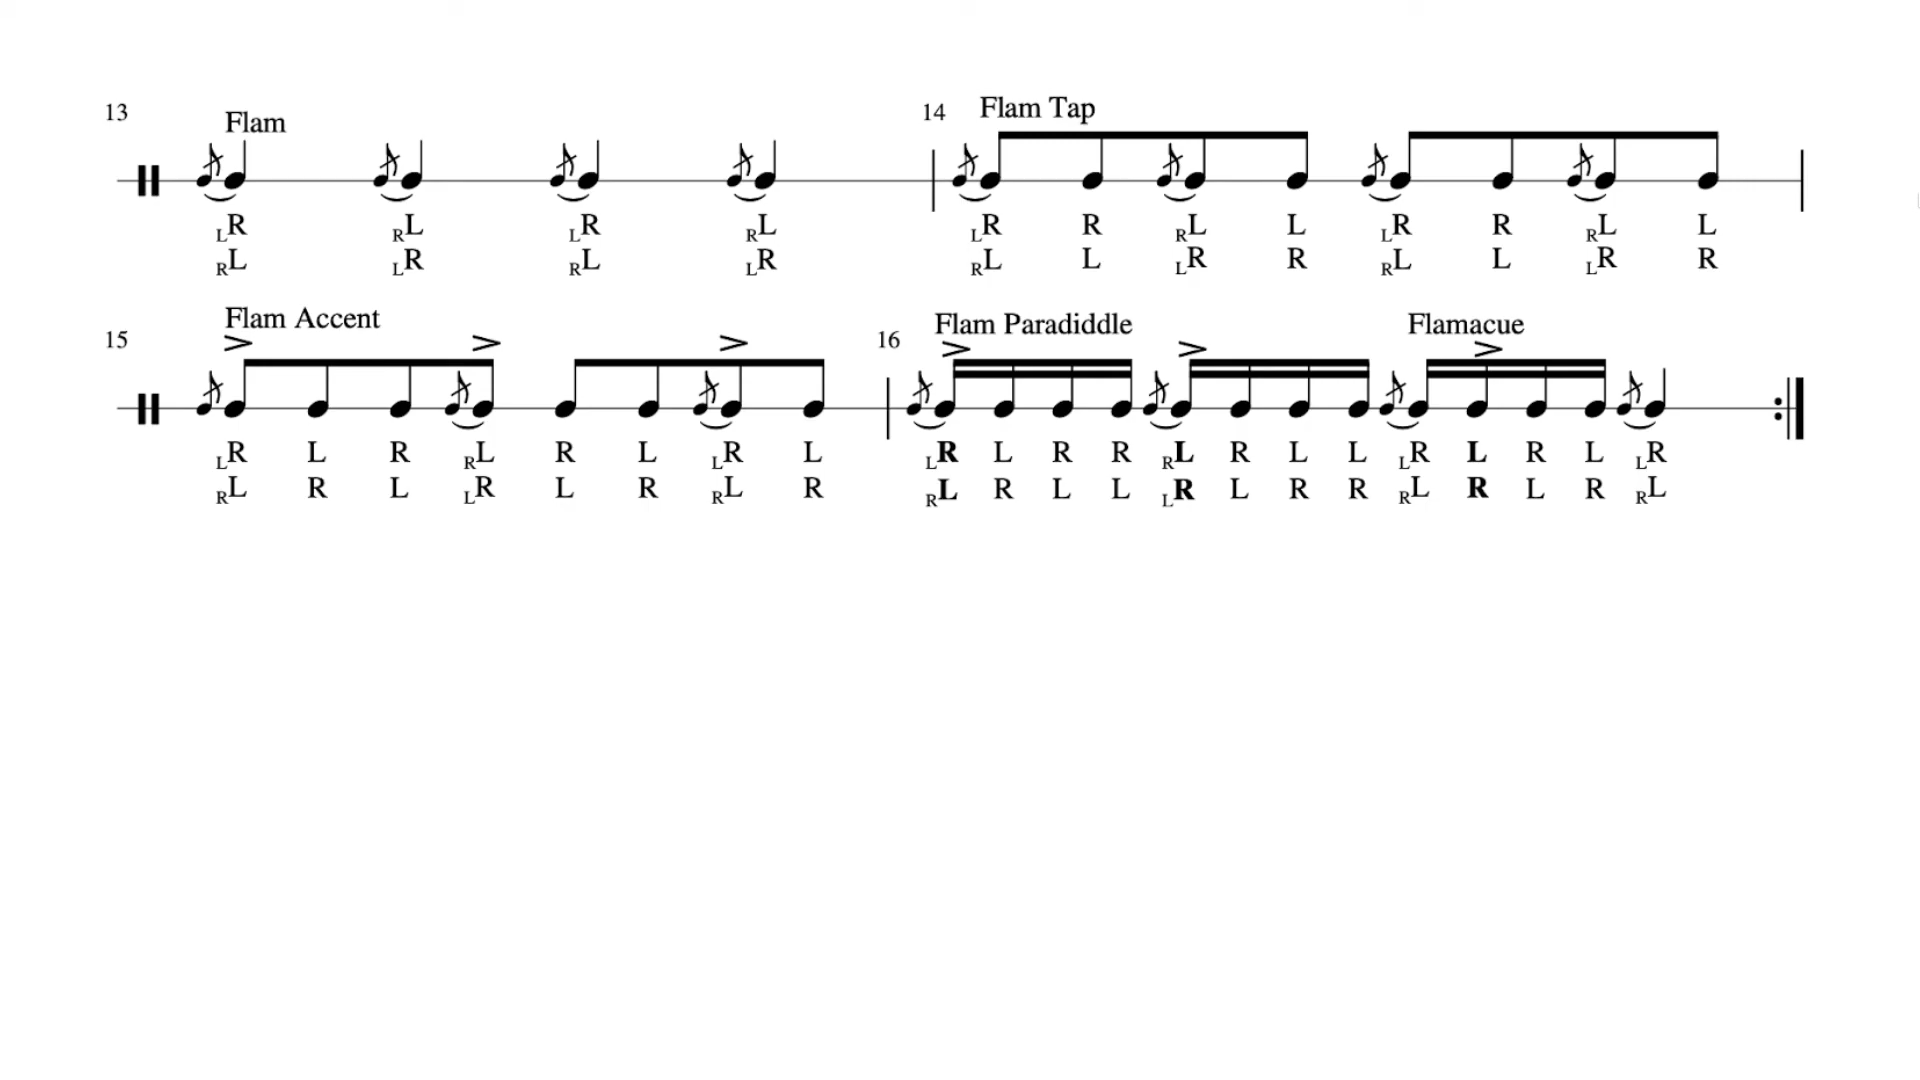 13 Flam 14 Flam Tap
LR RL LR RL LR R RL L LR R RL L
RL LR RL LR RL L LR R RL L LR R
15 Flam Accent 16 Flam Paradiddle Flamacue
LR L R RL R L LR L LR L R R RL R L L LR L R L LR
RL R L LR L R RL R RL R L L LR L R R RL R L R RL